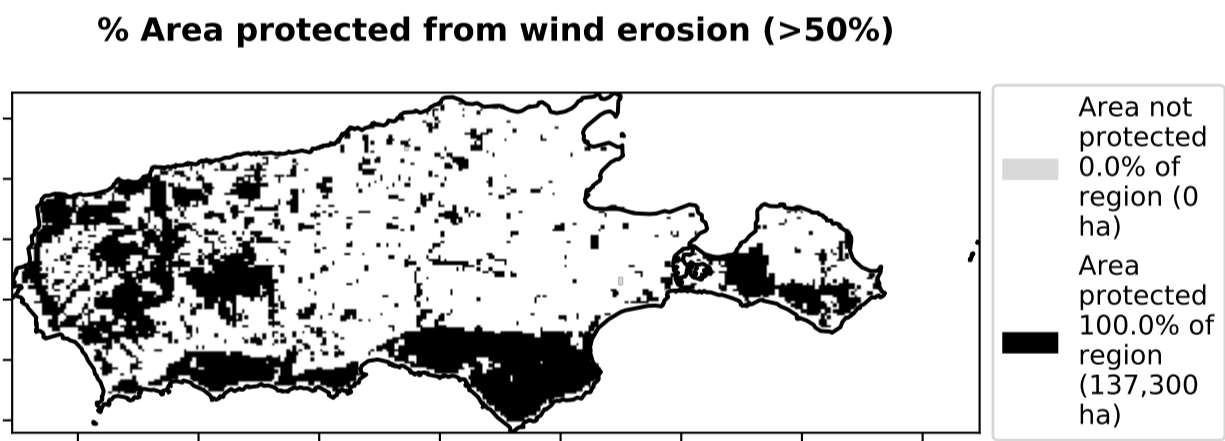 % Area protected from wind erosion (>50%)
Area not
protected
0.0% of
region (0
ha)
Area
protected
100.0% of
region
(137,300
ha)